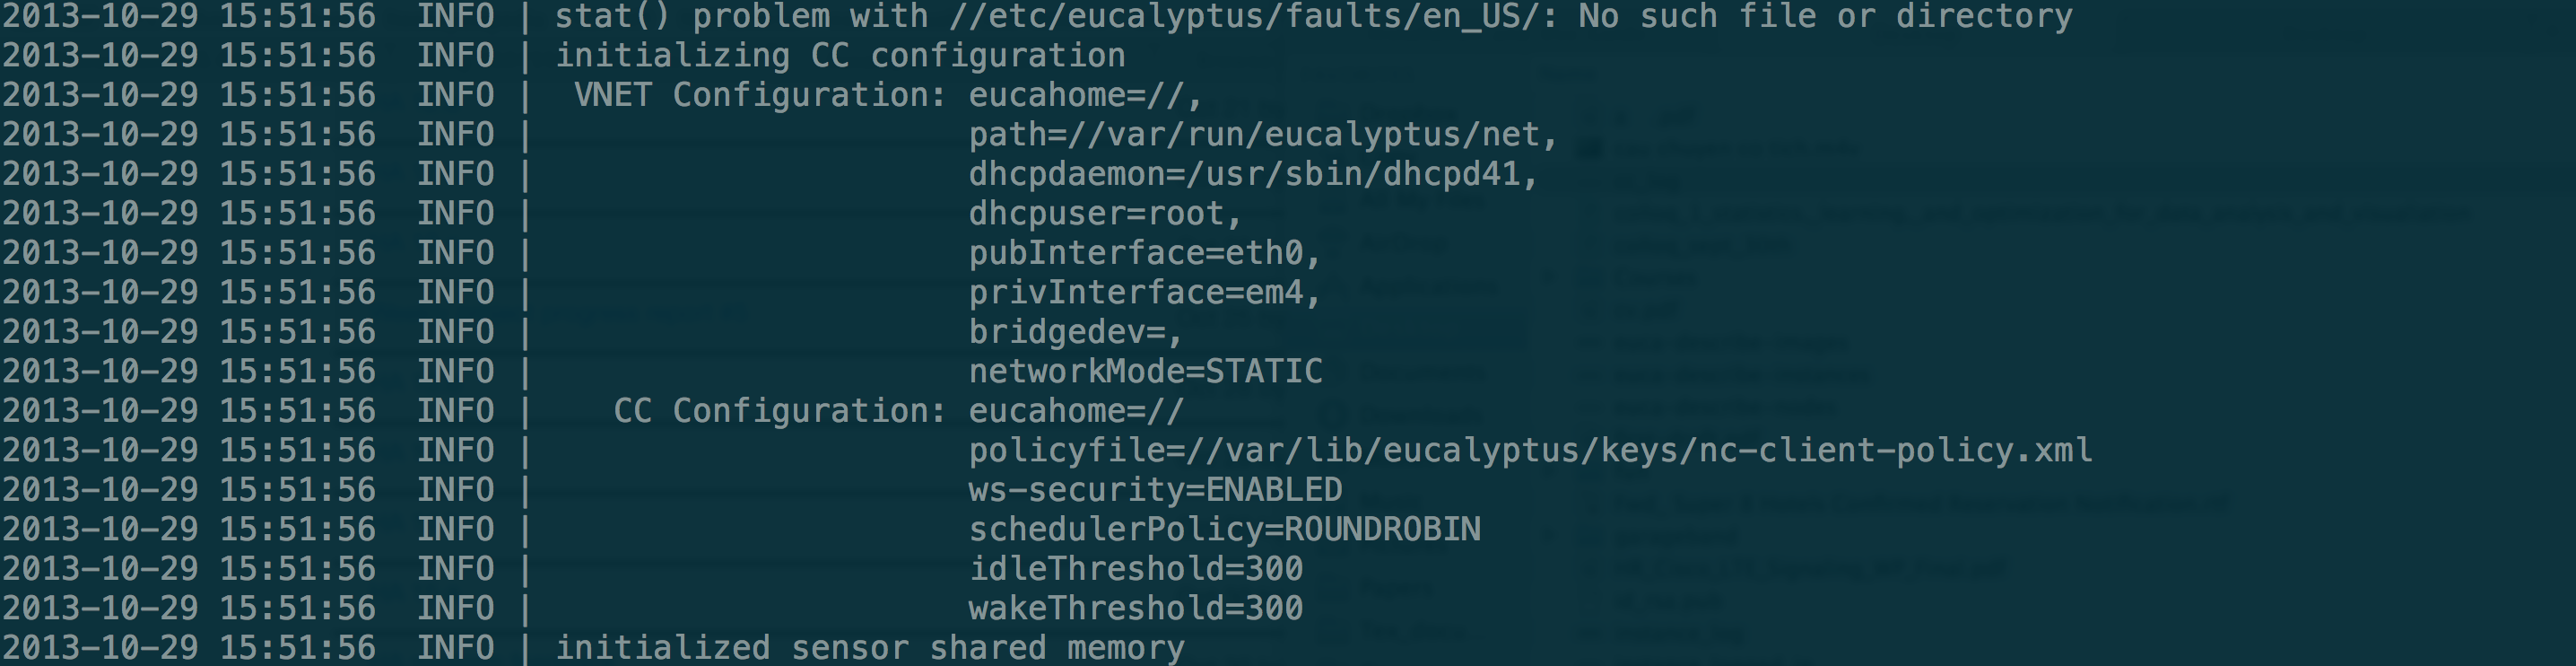 2013-10-29 15:51:56  INFO | stat() problem with //etc/eucalyptus/faults/en_US/: No such file or directory
2013-10-29 15:51:56  INFO | initializing CC configuration
2013-10-29 15:51:56  INFO |  VNET Configuration: eucahome=//,
2013-10-29 15:51:56  INFO |                      path=//var/run/eucalyptus/net,
2013-10-29 15:51:56  INFO |                      dhcpdaemon=/usr/sbin/dhcpd41,
2013-10-29 15:51:56  INFO |                      dhcpuser=root,
2013-10-29 15:51:56  INFO |                      pubInterface=eth0,
2013-10-29 15:51:56  INFO |                      privInterface=em4,
2013-10-29 15:51:56  INFO |                      bridgedev=,
2013-10-29 15:51:56  INFO |                      networkMode=STATIC
2013-10-29 15:51:56  INFO |    CC Configuration: eucahome=//
2013-10-29 15:51:56  INFO |                      policyfile=//var/lib/eucalyptus/keys/nc-client-policy.xml
2013-10-29 15:51:56  INFO |                      ws-security=ENABLED
2013-10-29 15:51:56  INFO |                      schedulerPolicy=ROUNDROBIN
2013-10-29 15:51:56  INFO |                      idleThreshold=300
2013-10-29 15:51:56  INFO |                      wakeThreshold=300
2013-10-29 15:51:56  INFO | initialized sensor shared memory